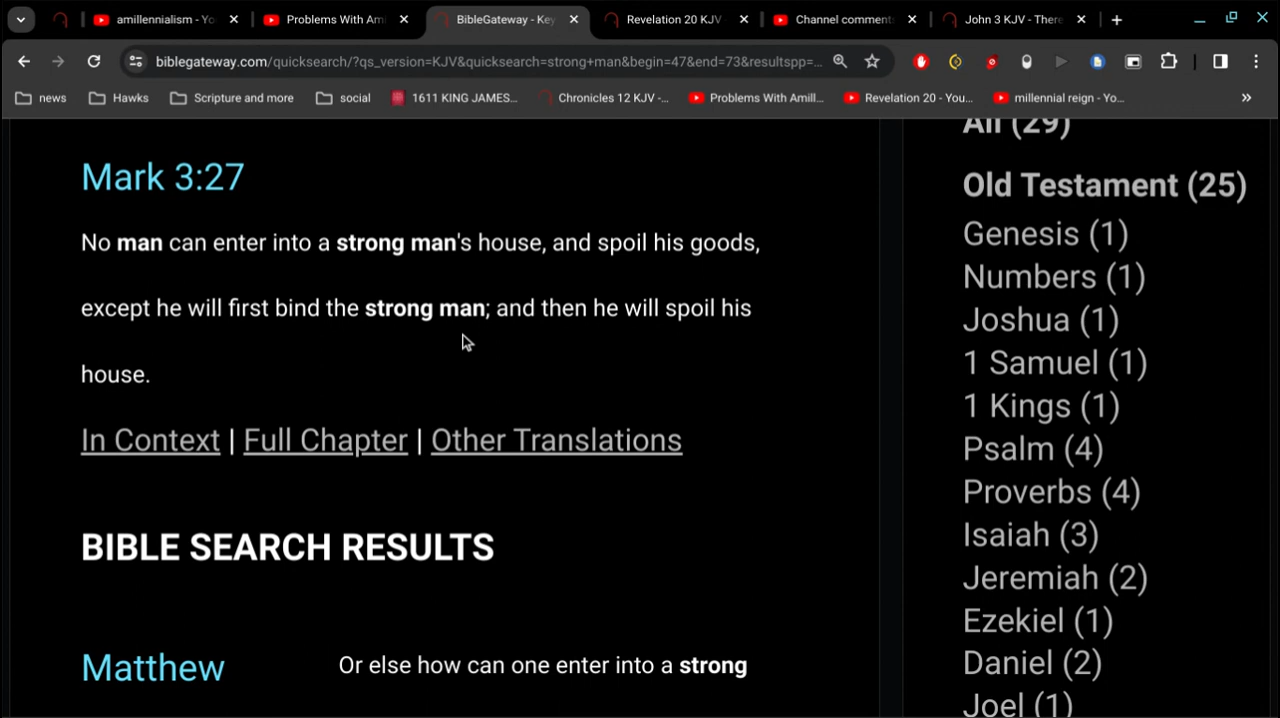 amillennialism - Yo
Problems With Ami
BibleGateway - Key
Revelation 20 KJV
Channel comment
John 3 KJV - There
biblegateway.com/quicksearch/?qs_version=KJV&quicksearch=strong+man&begin=47&end=73&resultspp=...
news
Hawks
Scripture and more
social
1611 KING JAMES...
Chronicles 12 KJV -...
Problems With Amill...
Revelation 20 - You...
millennial reign - Yo...
»
Mark 3:27
No man can enter into a strong man's house, and spoil his goods,
except he will first bind the strong man; and then he will spoil his
house.
In Context | Full Chapter | Other Translations
BIBLE SEARCH RESULTS
Matthew
Or else how can one enter into a strong
All (29)
Old Testament (25)
Genesis (1)
Numbers (1)
Joshua (1)
1 Samuel (1)
1 Kings (1)
Psalm (4)
Proverbs (4)
Isaiah (3)
Jeremiah (2)
Ezekiel (1)
Daniel (2)
Joel (1)